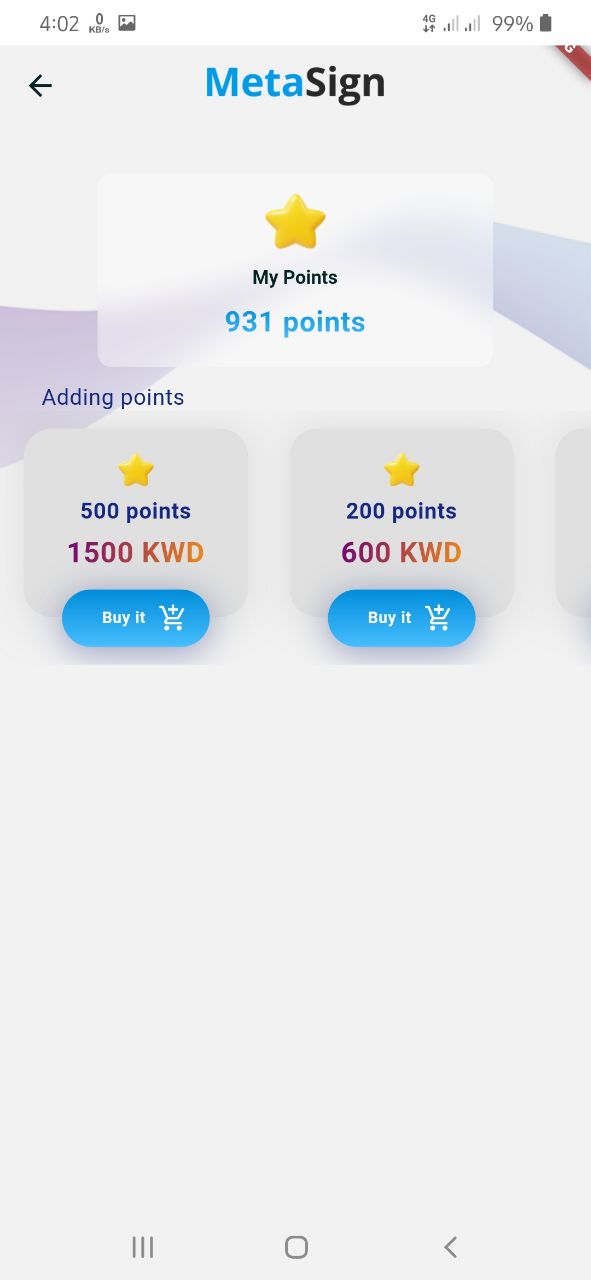 4:02
0
KB/s
4G
99%
G
MetaSign
My Points
931 points
Adding points
500 points
1500 KWD
Buy it
200 points
600 KWD
Buy it